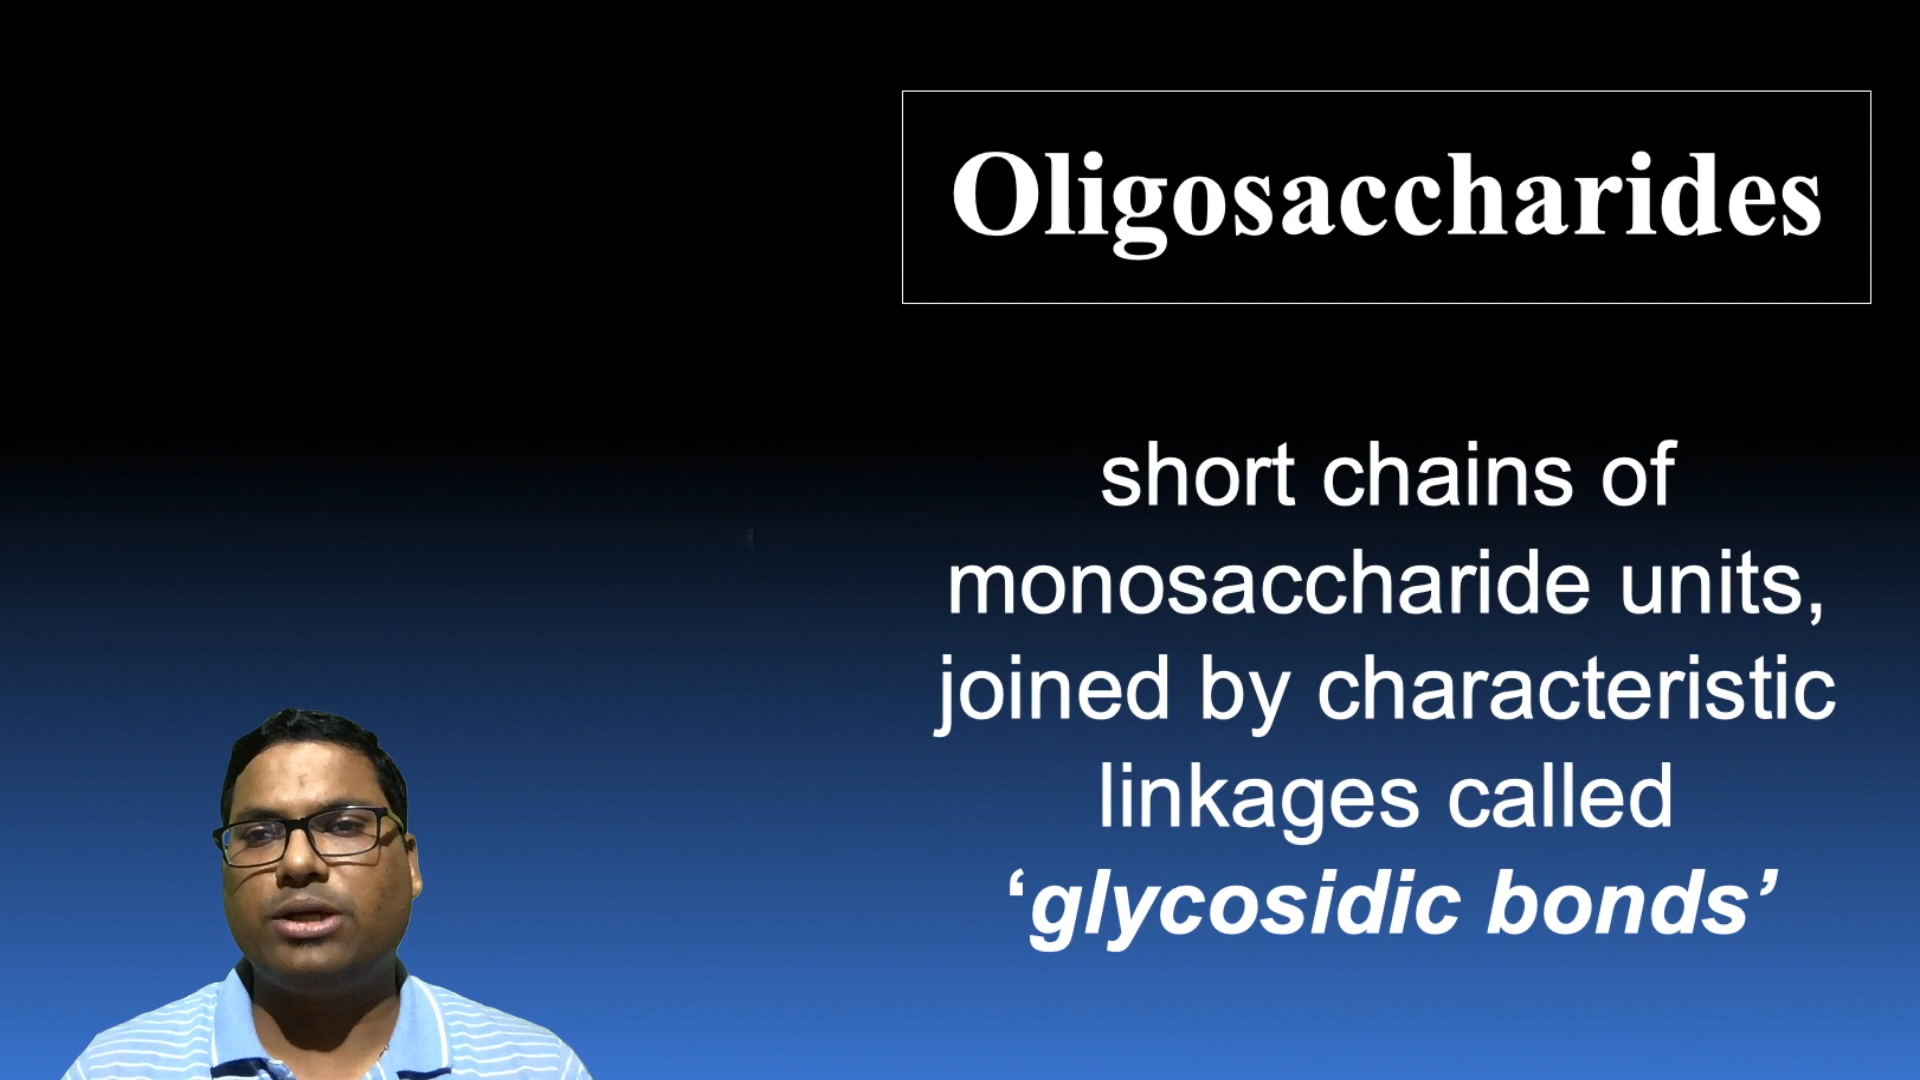 Oligosaccharides
short chains of
monosaccharide units,
joined by characteristic
linkages called
‘glycosidic bonds’